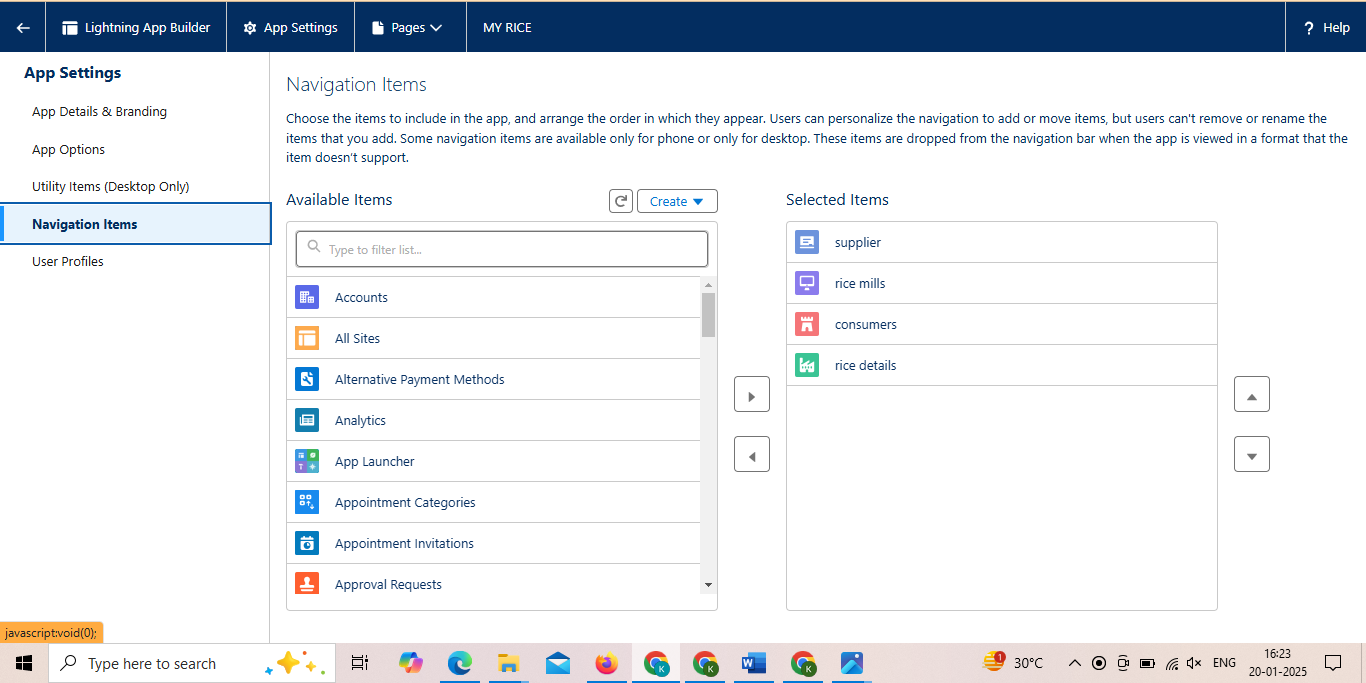 Lightning App Builder
App Settings
Pages
MY RICE
? Help
App Settings
App Details & Branding
App Options
Utility Items (Desktop Only)
Navigation Items
User Profiles
Navigation Items
Choose the items to include in the app, and arrange the order in which they appear. Users can personalize the navigation to add or move items, but users can't remove or rename the
items that you add. Some navigation items are available only for phone or only for desktop. These items are dropped from the navigation bar when the app is viewed in a format that the
item doesn't support.
Available Items
Create
Type to filter list...
Accounts
All Sites
Alternative Payment Methods
Analytics
App Launcher
Appointment Categories
Appointment Invitations
Approval Requests
Selected Items
supplier
rice mills
consumers
rice details
javascript:void(0);
Type here to search
K
K
W
K
1
30°C
ENG
16:23
20-01-2025